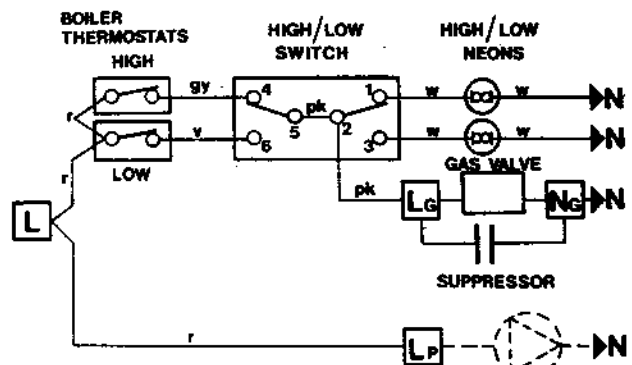 BOILER THERMOSTATS
HIGH
HIGH/LOW SWITCH
HIGH/LOW NEONS
r
gy
4
1
w
w
N
5
pk
2
v
6
3
w
w
N
LOW
GAS VALVE
r
pk
LG
NG
N
L
SUPPRESSOR
r
LP
N